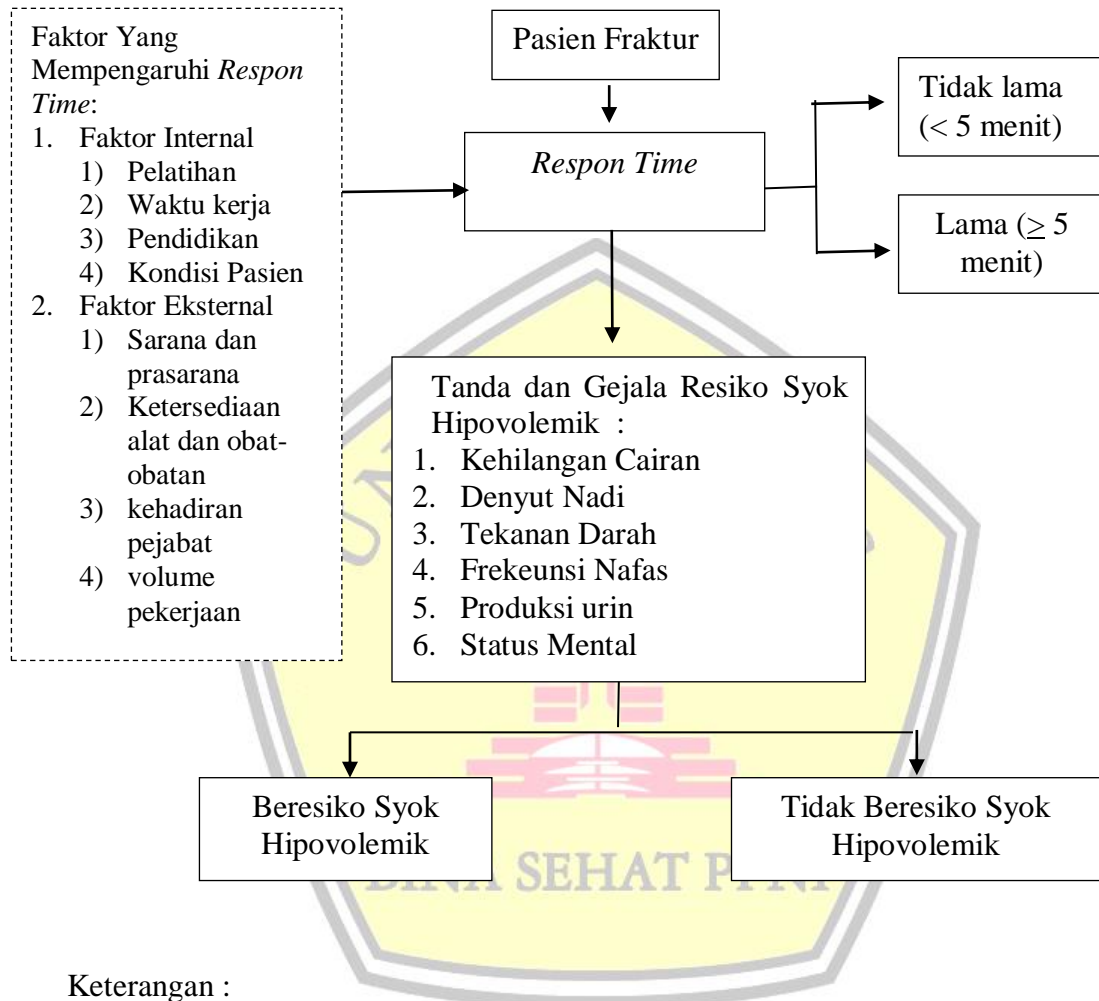 Faktor Yang
Mempengaruhi Respon
Time:
1. Faktor Internal
1) Pelatihan
2) Waktu kerja
3) Pendidikan
4) Kondisi Pasien
2. Faktor Eksternal
1) Sarana dan
prasarana
2) Ketersediaan
alat dan obat-
obatan
3) kehadiran
pejabat
4) volume
pekerjaan
Pasien Fraktur
Respon Time
Tidak lama
(< 5 menit)
Lama (≥ 5
menit)
Tanda dan Gejala Resiko Syok
Hipovolemik :
1. Kehilangan Cairan
2. Denyut Nadi
3. Tekanan Darah
4. Frekeunsi Nafas
5. Produksi urin
6. Status Mental
Beresiko Syok
Hipovolemik
Tidak Beresiko Syok
Hipovolemik
BINA SEHAT PPNI
Keterangan :